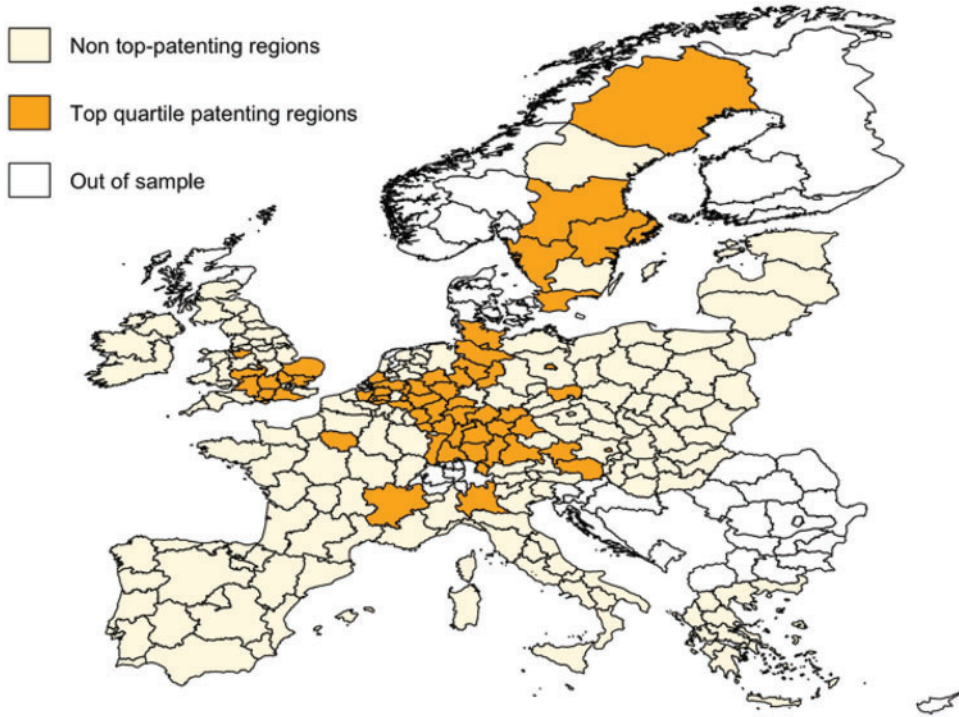 Non top-patenting regions
Top quartile patenting regions
Out of sample